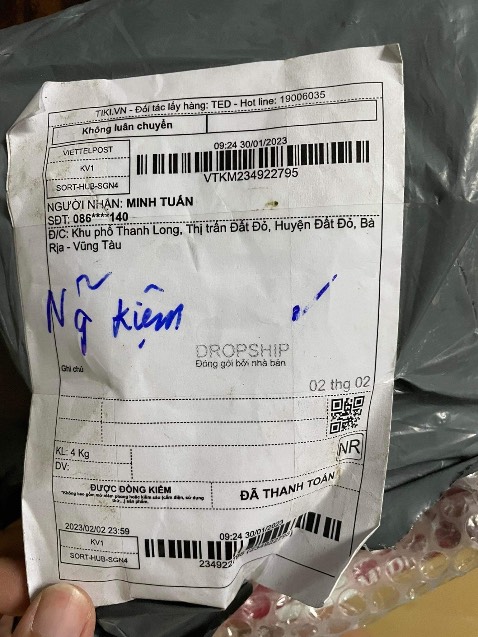 TIKI.VN - Đối tác lấy hàng: TED - Hot line: 19006035
Không luân chuyển
VIETTELPOST
KV1
SORT-HUB-SGN4
09:24 30/01/2023
VTKM234922795
NGƯỜI NHẬN: MINH TUẤN
SĐT: 086****140
Đ/C: Khu phố Thanh Long, Thị trấn Đất Đỏ, Huyện Đất Đỏ, Bà
Rịa - Vũng Tàu
kiệm
DROPSHIP
Đóng gói bởi nhà bán
Ghi chú
02 thg 02
KL: 4 Kg
DV:
NR
ĐƯỢC ĐỒNG KIỂM
ĐÃ THANH TOÁN
2023/02/02 23:59
KV1
SORT-HUB-SGN4
09:24 30/01/2023